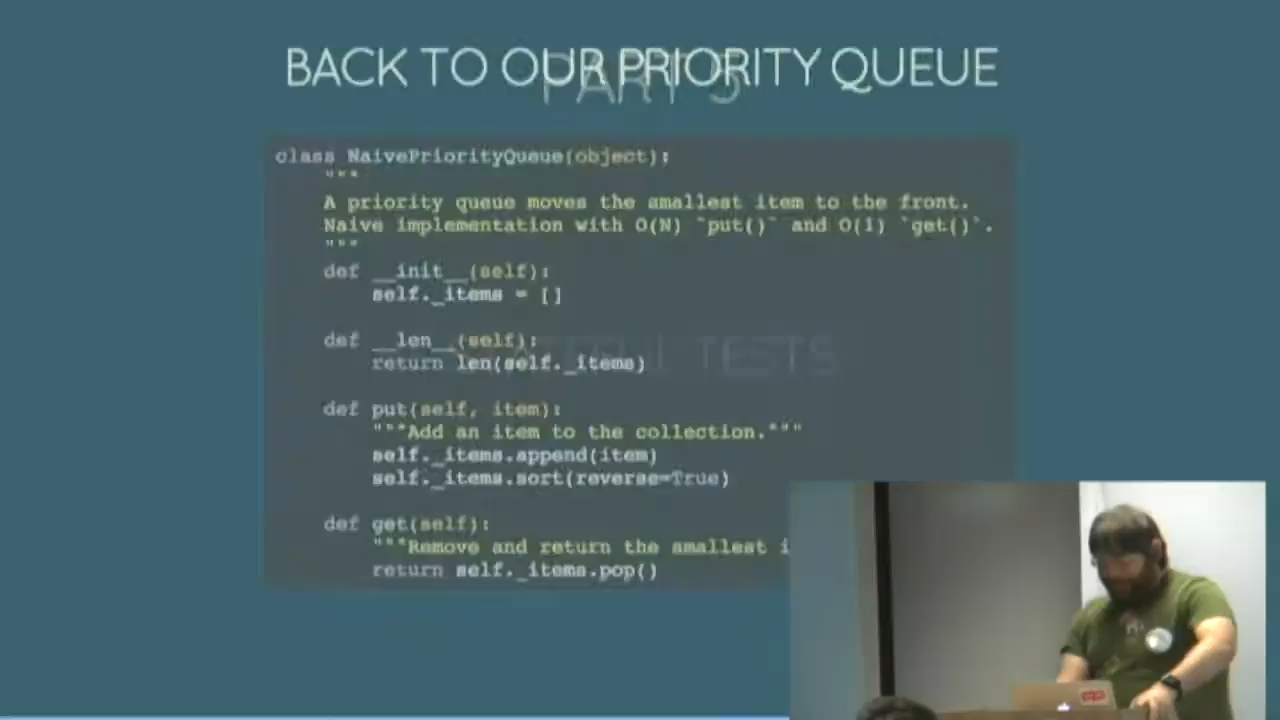 BACK TO OUR PRIORITY QUEUE
PART 5
class NaivePriorityQueue(object):
"""
A priority queue moves the smallest item to the front.
Naive implementation with O(N) `put()` and O(1) `get()`.
"""
def __init__(self):
self._items = []
def __len__(self):
return len(self._items)
TESTS
def put(self, item):
"""Add an item to the collection."""
self._items.append(item)
self._items.sort(reverse=True)
def get(self):
"""Remove and return the smallest i
return self._items.pop()